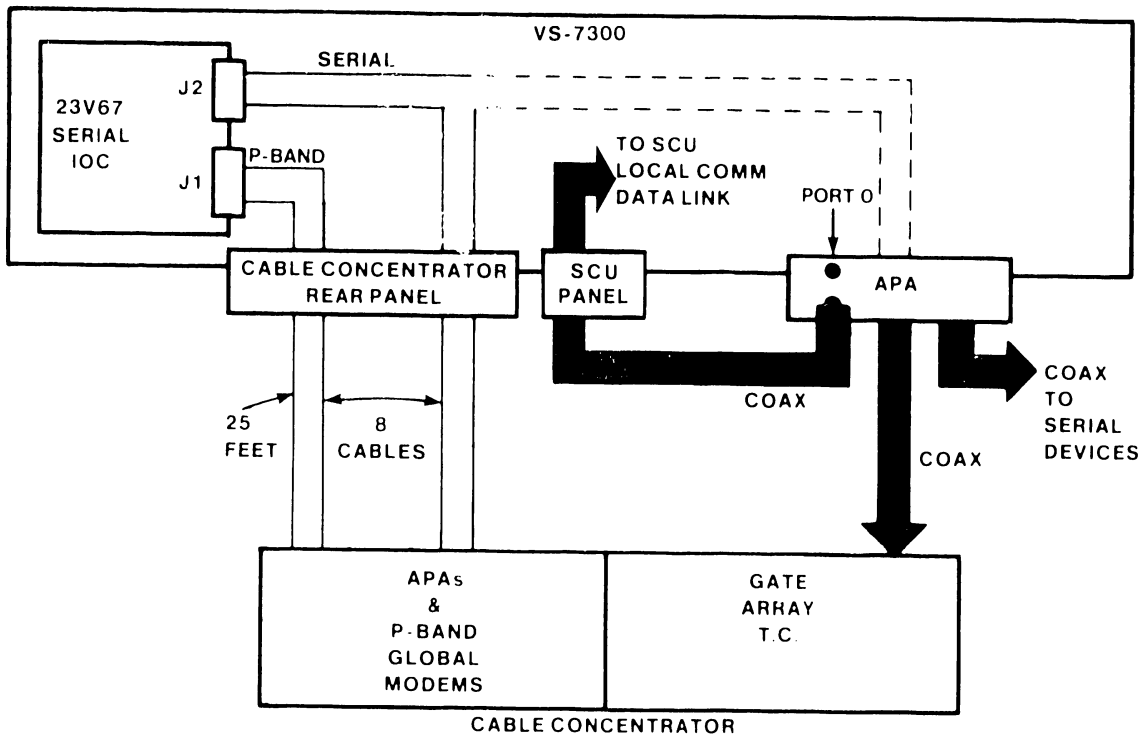 VS-7300
SERIAL
J2
23V67
SERIAL
IOC
P-BAND
J1
TO SCU
LOCAL COMM
DATA LINK
PORT 0
CABLE CONCENTRATOR
REAR PANEL
SCU
PANEL
APA
COAX
COAX
TO
SERIAL
DEVICES
25
FEET
8
CABLES
COAX
APAs
&
P-BAND
GLOBAL
MODEMS
GATE
ARRAY
T.C.
CABLE CONCENTRATOR